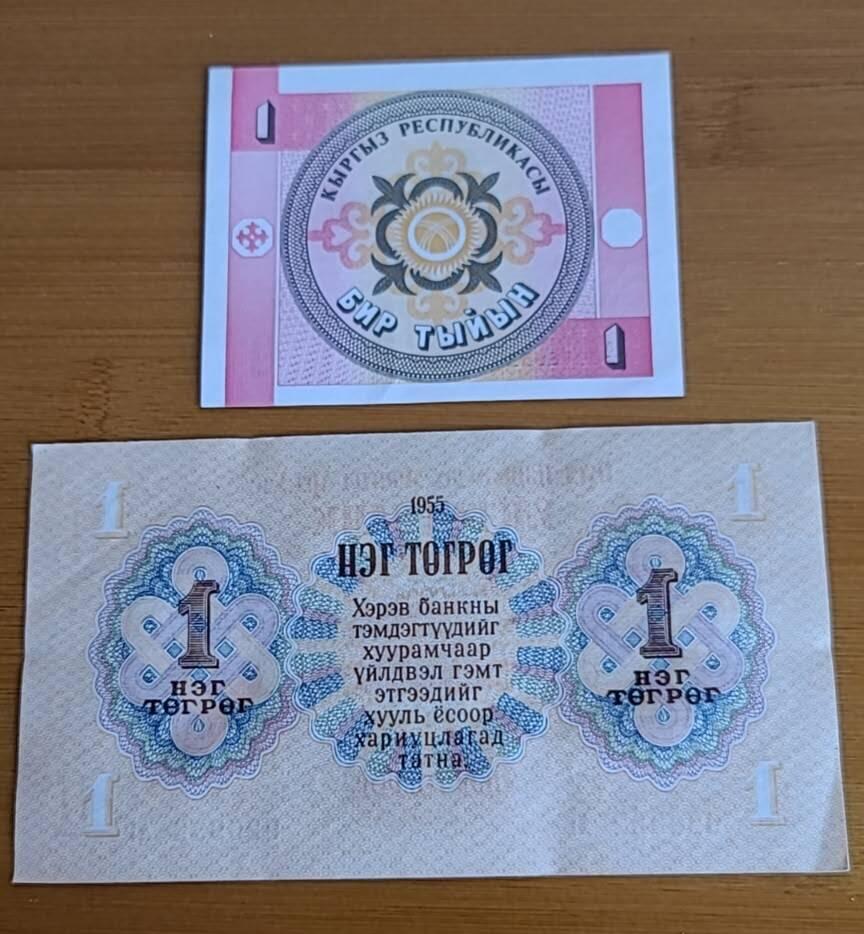 1
КЫРГЫЗ РЕСПУБЛИКАСЫ
БИР ТЫЙЫН
1
1
1
1955
НЭГ ТӨГРӨГ
Хэрэв банкны
тэмдэгтүүдийг
хуурамчаар
үйлдвэл гэмт
этгээдийг
хууль ёсоор
хариуцлагад
татна.
1
НЭГ
ТӨГРӨГ
1
НЭГ
ТӨГРӨГ
1
1